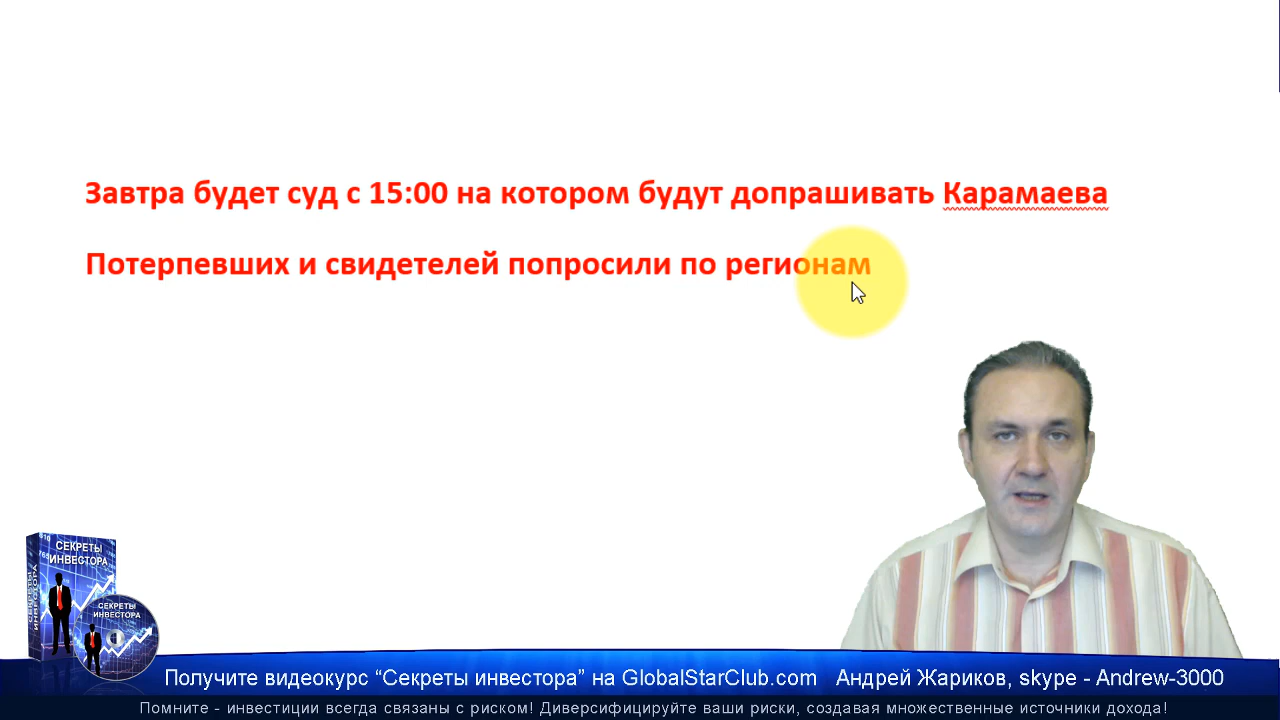 Завтра будет суд с 15:00 на котором будут допрашивать Карамаева
Потерпевших и свидетелей попросили по регионам
СЕКРЕТЫ
ИНВЕСТОРА
СЕКРЕТЫ
ИНВЕСТОРА
СЕКРЕТЫ
ИНВЕСТОРА
Получите видеокурс “Секреты инвестора” на GlobalStarClub.com Андрей Жариков, skype - Andrew-3000
Помните - инвестиции всегда связаны с риском! Диверсифицируйте ваши риски, создавая множественные источники дохода!